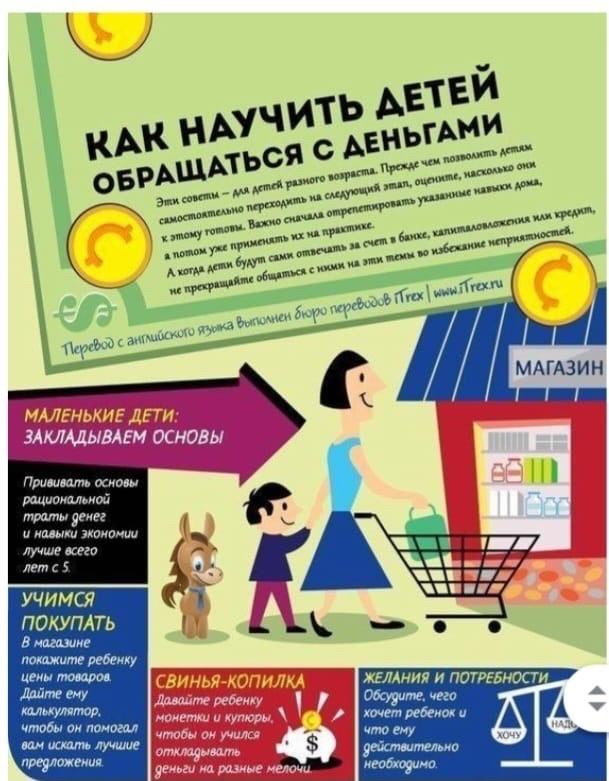 КАК НАУЧИТЬ ДЕТЕЙ
ОБРАЩАТЬСЯ С ДЕНЬГАМИ
Эти советы – для детей разного возраста. Прежде чем позволить детям
самостоятельно переходить на следующий этап, оцените, насколько они
к этому готовы. Важно сначала отрепетировать указанные навыки дома,
а потом уже применять их на практике.
А когда дети будут сами отвечать за счет в банке, капиталовложения или кредит,
не прекращайте общаться с ними на эти темы во избежание неприятностей.
Перевод с английского языка выполнен бюро переводов iTrex | www.iTrex.ru
МАГАЗИН
МАЛЕНЬКИЕ ДЕТИ:
ЗАКЛАДЫВАЕМ ОСНОВЫ
Прививать основы
рациональной
траты денег
и навыки экономии
лучше всего
лет с 5.
УЧИМСЯ
ПОКУПАТЬ
В магазине
покажите ребенку
цены товаров.
Дайте ему
калькулятор,
чтобы он помогал
вам искать лучшие
предложения.
СВИНЬЯ-КОПИЛКА
Давайте ребенку
монетки и купюры,
чтобы он учился
откладывать
деньги на разные мелочи.
$
ЖЕЛАНИЯ И ПОТРЕБНОСТИ
Обсудите, чего
хочет ребенок и
что ему
действительно
необходимо.
ХОЧУ
НАДО